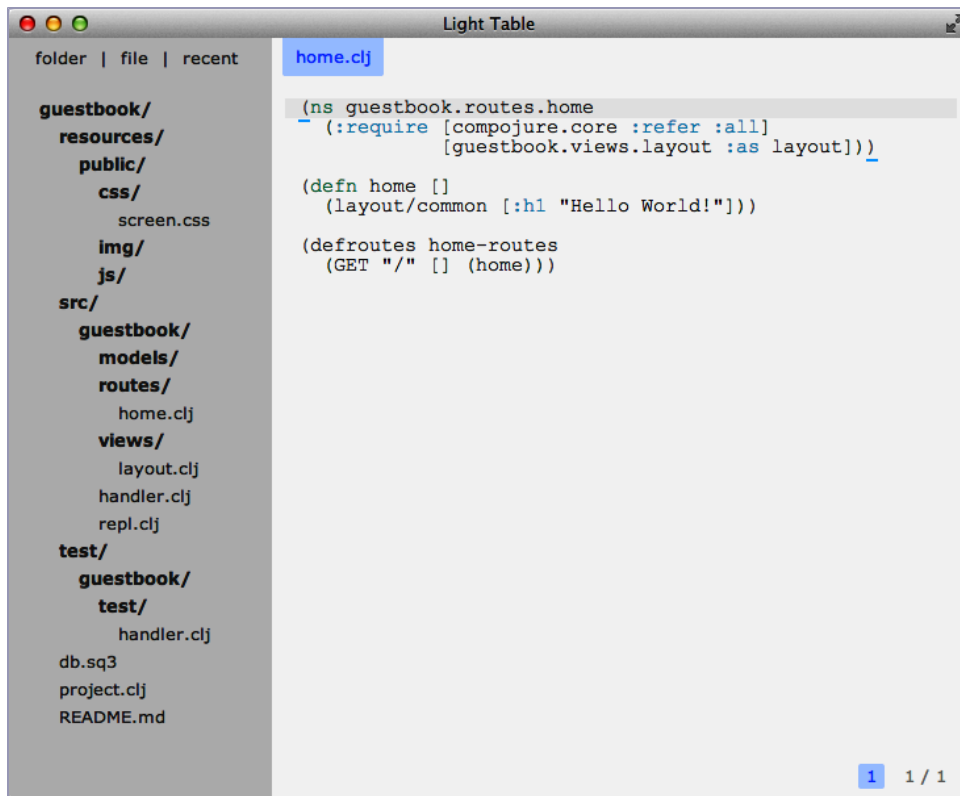 Light Table
folder | file | recent
guestbook/
resources/
public/
css/
screen.css
img/
js/
src/
guestbook/
models/
routes/
home.clj
views/
layout.clj
handler.clj
repl.clj
test/
guestbook/
test/
handler.clj
db.sq3
project.clj
README.md
home.clj
(ns guestbook.routes.home
  (:require [compojure.core :refer :all]
            [guestbook.views.layout :as layout]))
(defn home []
  (layout/common [:h1 "Hello World!"]))
(defroutes home-routes
  (GET "/" [] (home)))
1 1 / 1